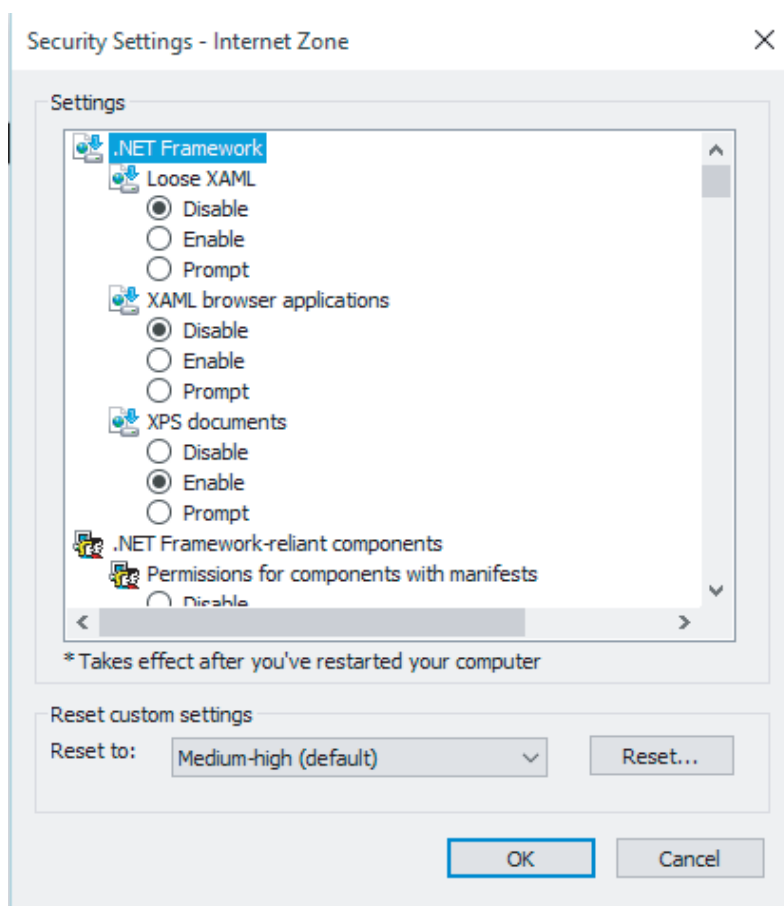 Security Settings - Internet Zone
Settings
.NET Framework
Loose XAML
Disable
Enable
Prompt
XAML browser applications
Disable
Enable
Prompt
XPS documents
Disable
Enable
Prompt
.NET Framework-reliant components
Permissions for components with manifests
Disable
* Takes effect after you've restarted your computer
Reset custom settings
Reset to: Medium-high (default) Reset...
OK Cancel